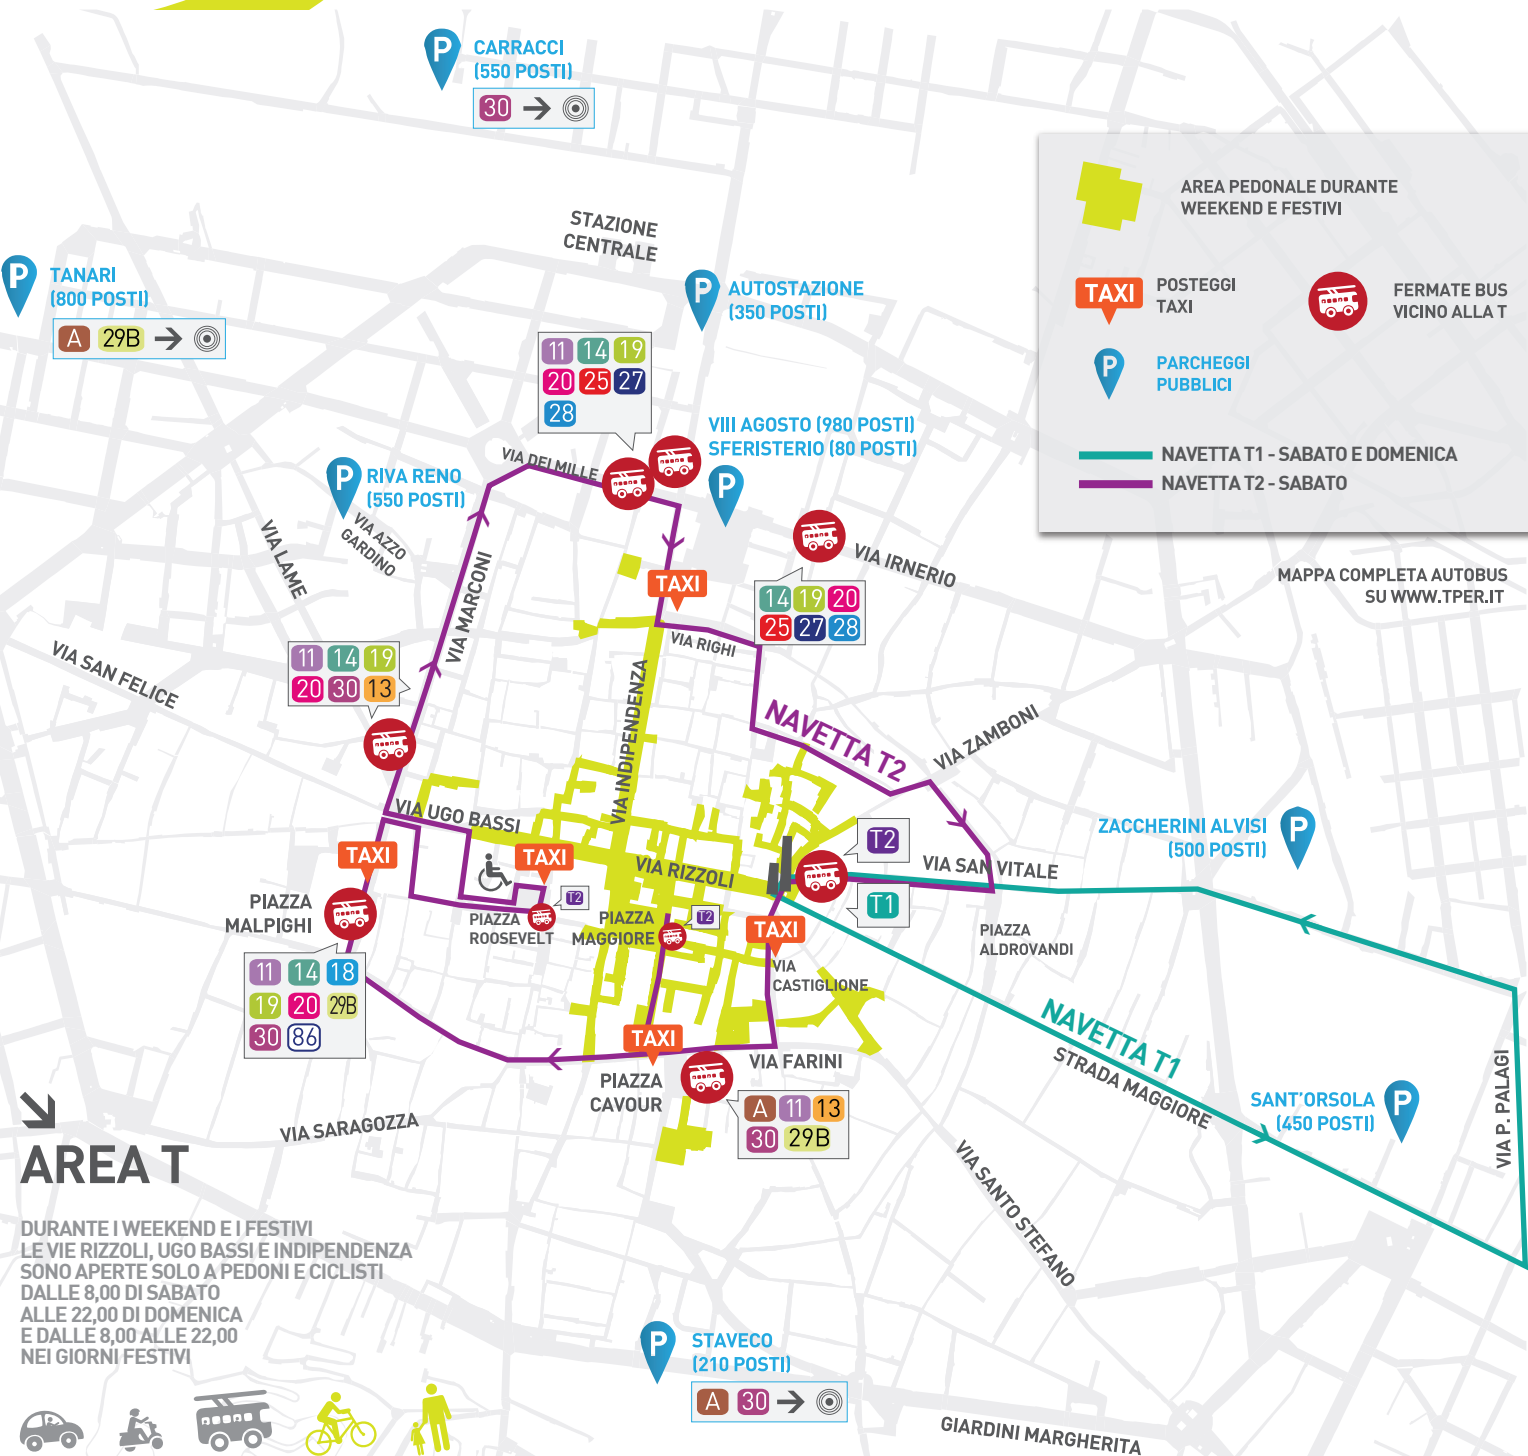 P
CARRACCI
(550 POSTI)
30
AREA PEDONALE DURANTE
WEEKEND E FESTIVI
TAXI
POSTEGGI
TAXI
FERMATE BUS
VICINO ALLA T
P
PARCHEGGI
PUBBLICI
NAVETTA T1 - SABATO E DOMENICA
NAVETTA T2 - SABATO
MAPPA COMPLETA AUTOBUS
SU WWW.TPER.IT
STAZIONE
CENTRALE
P
TANARI
(800 POSTI)
A 29B
P
AUTOSTAZIONE
(350 POSTI)
11 14 19
20 25 27
28
VIII AGOSTO (980 POSTI)
SFERISTERIO (80 POSTI)
P
VIA DEI MILLE
P
RIVA RENO
(550 POSTI)
VIA AZZO
GARDINO
VIA LAME
VIA MARCONI
VIA IRNERIO
TAXI
14 19 20
25 27 28
VIA RIGHI
VIA SAN FELICE
11 14 19
20 30 13
VIA INDIPENDENZA
NAVETTA T2
VIA ZAMBONI
VIA UGO BASSI
T2
ZACCHERINI ALVISI
(500 POSTI)
P
TAXI
TAXI
VIA RIZZOLI
VIA SAN VITALE
T1
PIAZZA
MALPIGHI
T2
PIAZZA
ROOSEVELT
PIAZZA
MAGGIORE
T2
TAXI
PIAZZA
ALDROVANDI
VIA
CASTIGLIONE
11 14 18
19 20 29B
30 86
NAVETTA T1
STRADA MAGGIORE
TAXI
VIA FARINI
PIAZZA
CAVOUR
A 11 13
30 29B
SANT'ORSOLA
(450 POSTI)
P
VIA P. PALAGI
VIA SARAGOZZA
VIA SANTO STEFANO
AREA T
DURANTE I WEEKEND E I FESTIVI
LE VIE RIZZOLI, UGO BASSI E INDIPENDENZA
SONO APERTE SOLO A PEDONI E CICLISTI
DALLE 8,00 DI SABATO
ALLE 22,00 DI DOMENICA
E DALLE 8,00 ALLE 22,00
NEI GIORNI FESTIVI
P
STAVECO
(210 POSTI)
A 30
GIARDINI MARGHERITA